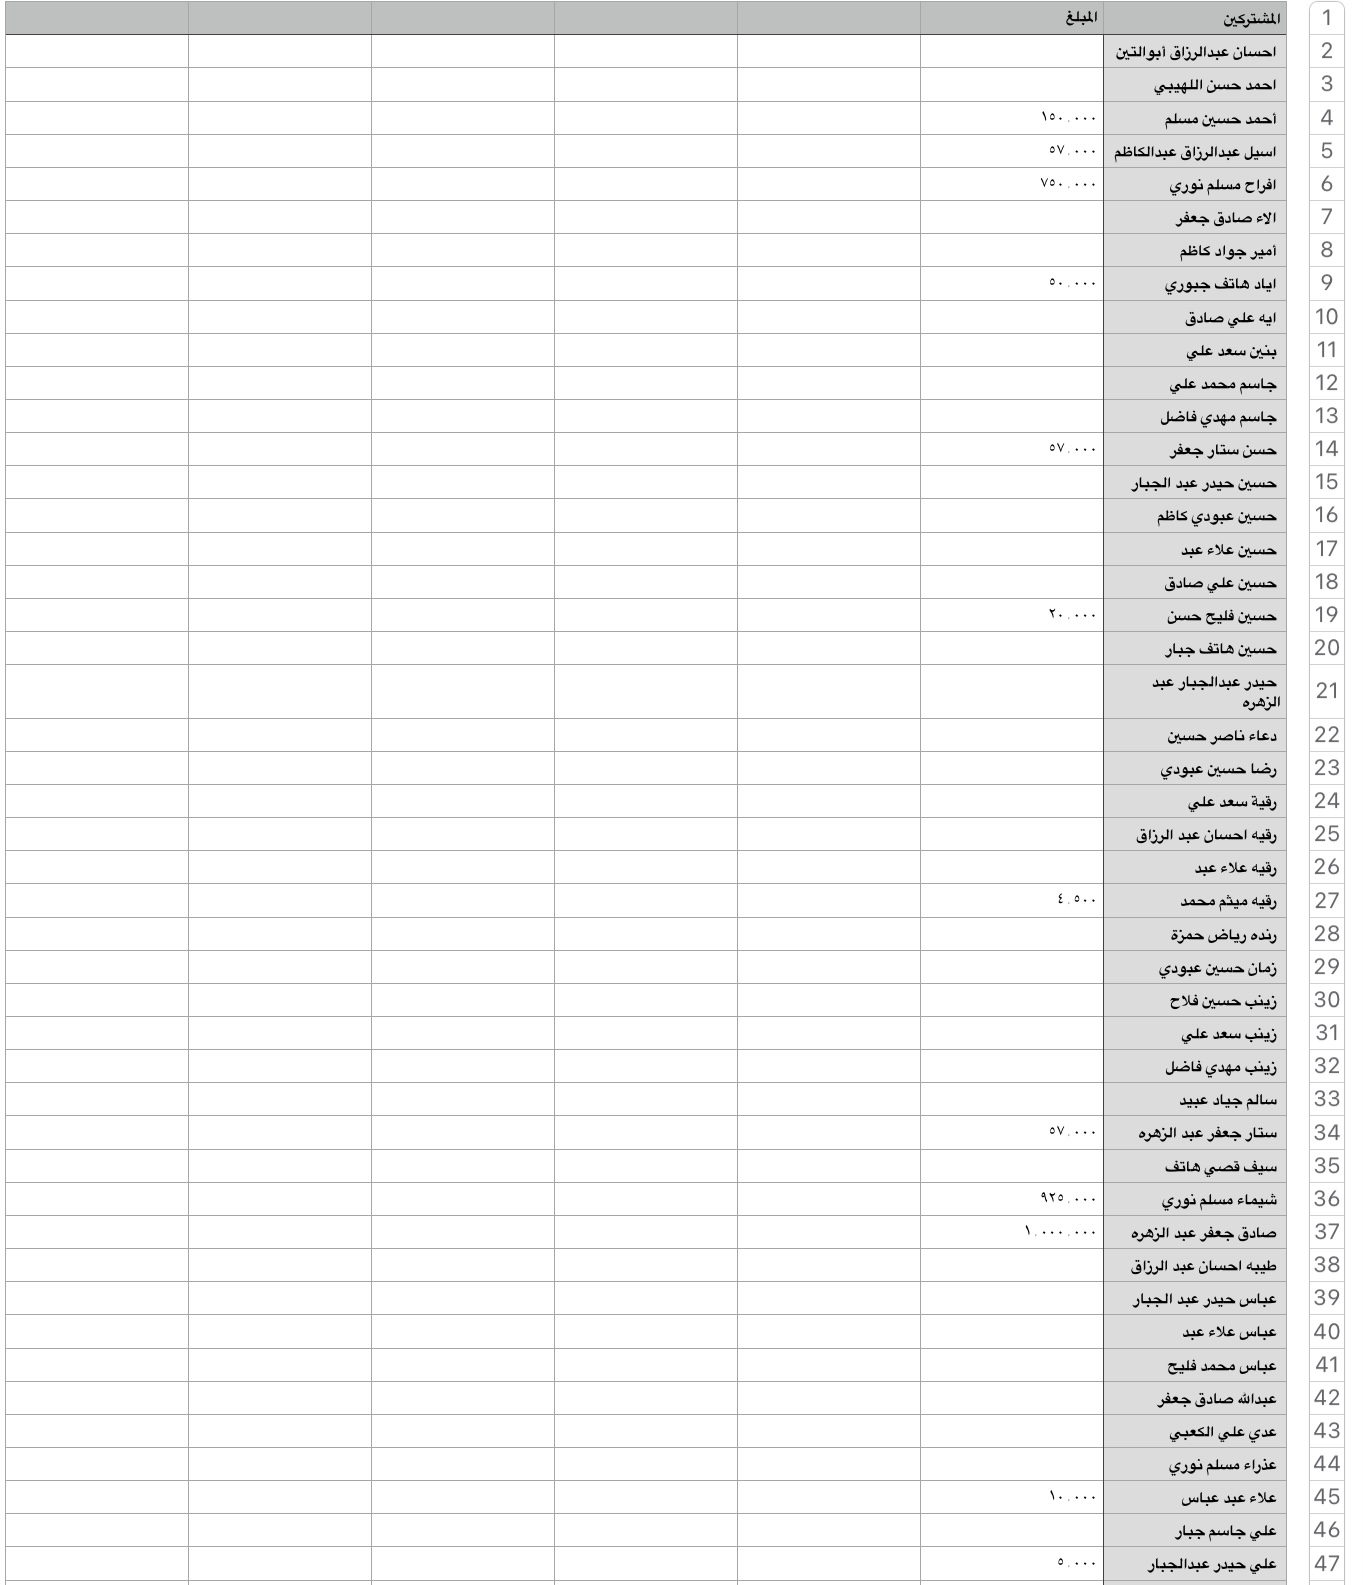 1 المشتركين المبلغ
2 احسان عبدالرزاق أبوالتين
3 احمد حسن اللهيبي
4 أحمد حسين مسلم ١٥٠,٠٠٠
5 اسيل عبدالرزاق عبدالكاظم ٥٧,٠٠٠
6 افراح مسلم نوري ٧٥٠,٠٠٠
7 الاء صادق جعفر
8 أمير جواد كاظم
9 اياد هاتف جبوري ٥٠,٠٠٠
10 ايه علي صادق
11 بنين سعد علي
12 جاسم محمد علي
13 جاسم مهدي فاضل
14 حسن ستار جعفر ٥٧,٠٠٠
15 حسين حيدر عبد الجبار
16 حسين عبودي كاظم
17 حسين علاء عبد
18 حسين علي صادق
19 حسين فليح حسن ٢٠,٠٠٠
20 حسين هاتف جبار
21 حيدر عبدالجبار عبد
الزهره
22 دعاء ناصر حسين
23 رضا حسين عبودي
24 رقية سعد علي
25 رقيه احسان عبد الرزاق
26 رقيه علاء عبد
27 رقيه ميثم محمد ٤,٥٠٠
28 رنده رياض حمزة
29 زمان حسين عبودي
30 زينب حسين فلاح
31 زينب سعد علي
32 زينب مهدي فاضل
33 سالم جياد عبيد
34 ستار جعفر عبد الزهره ٥٧,٠٠٠
35 سيف قصي هاتف
36 شيماء مسلم نوري ٩٢٥,٠٠٠
37 صادق جعفر عبد الزهره ١,٠٠٠,٠٠٠
38 طيبه احسان عبد الرزاق
39 عباس حيدر عبد الجبار
40 عباس علاء عبد
41 عباس محمد فليح
42 عبدالله صادق جعفر
43 عدي علي الكعبي
44 عذراء مسلم نوري
45 علاء عبد عباس ١٠,٠٠٠
46 علي جاسم جبار
47 علي حيدر عبدالجبار ٥,٠٠٠